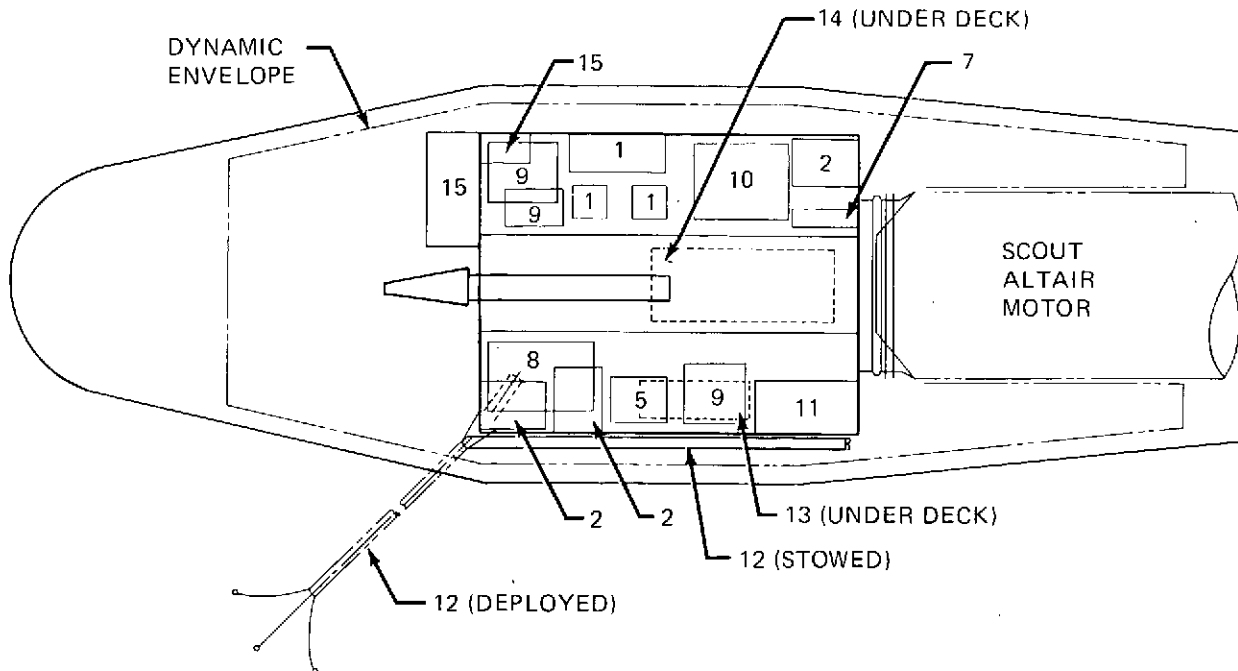 14 (UNDER DECK)
DYNAMIC
ENVELOPE
15
7
1
2
15
9
10
9
1
1
SCOUT
ALTAIR
MOTOR
8
5
9
11
2
2
13 (UNDER DECK)
12 (STOWED)
12 (DEPLOYED)